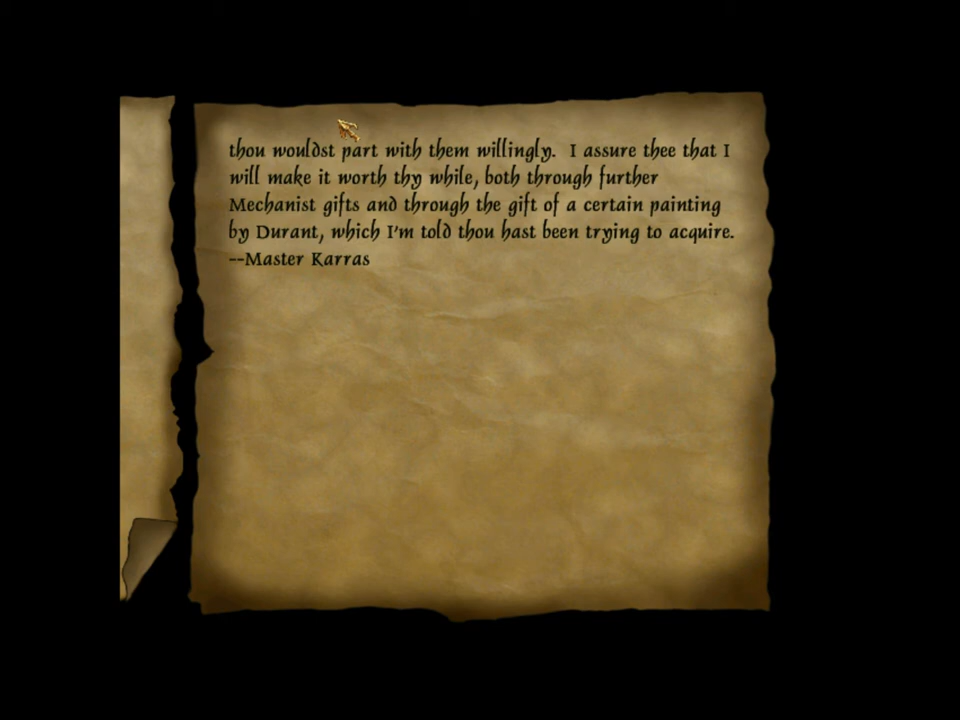 thou wouldst part with them willingly.  I assure thee that I
will make it worth thy while, both through further
Mechanist gifts and through the gift of a certain painting
by Durant, which I'm told thou hast been trying to acquire.
--Master Karras